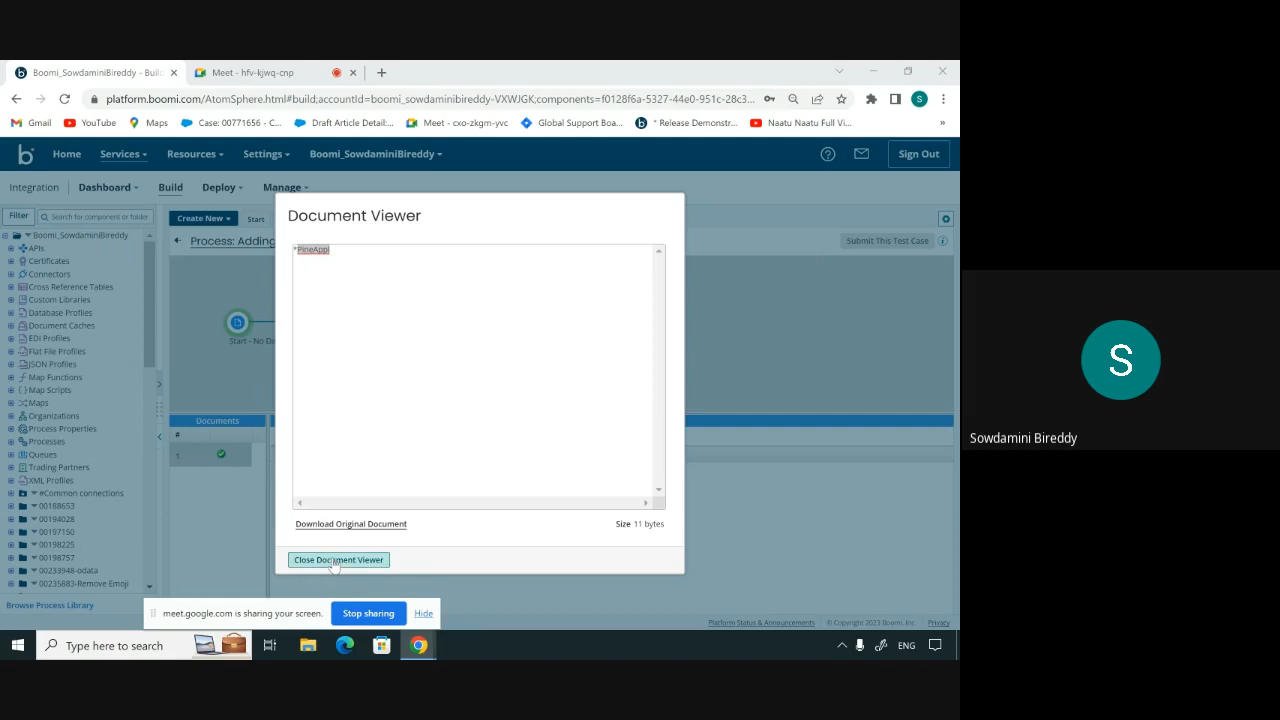 Boomi_SowdaminiBireddy - Buil
Meet - hfv-kjwq-cnp
platform.boomi.com/AtomSphere.html#build;accountId=boomi_sowdaminibireddy-VXWJGK;components=f0128f6a-5327-44e0-951c-28c3...
S
Gmail
YouTube
Maps
Case: 00771656 - C...
Draft Article Detail:...
Meet - cxo-zkgm-yvc
Global Support Boa...
* Release Demonstr...
Naatu Naatu Full Vi...
»
b
Home
Services
Resources
Settings
Boomi_SowdaminiBireddy
Sign Out
Integration
Dashboard
Build
Deploy
Manage
Filter
Search for component or folder
Create New
Start
Process: Adding
Submit This Test Case
Boomi_SowdaminiBireddy
APIs
Certificates
Connectors
Cross Reference Tables
Custom Libraries
Database Profiles
Document Caches
EDI Profiles
Flat File Profiles
JSON Profiles
Map Functions
Map Scripts
Maps
Organizations
Process Properties
Processes
Queues
Trading Partners
XML Profiles
#Common connections
00188653
00194028
00197150
00198225
00198757
00233948-odata
00235883-Remove Emoji
Browse Process Library
Start - No Da
Documents
#
1
Document Viewer
*PineAppl
Download Original Document
Size 11 bytes
Close Document Viewer
meet.google.com is sharing your screen.
Stop sharing
Hide
Platform Status & Announcements
© Copyright 2023 Boomi, Inc.
Privacy
Type here to search
ENG
S
Sowdamini Bireddy